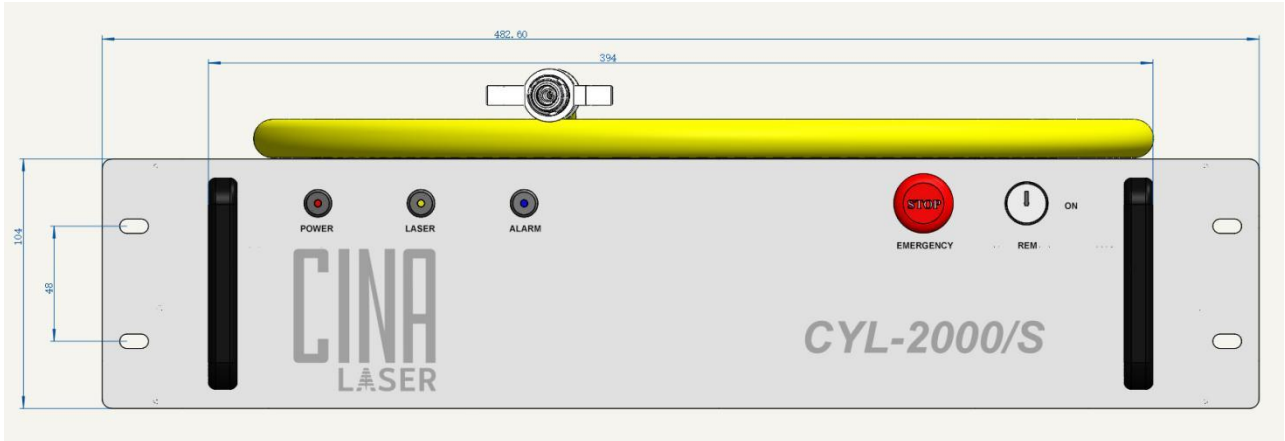 482.60
394
STOP
POWER
LASER
ALARM
EMERGENCY
REM
ON
104
48
CINA
LASER
CYL-2000/S